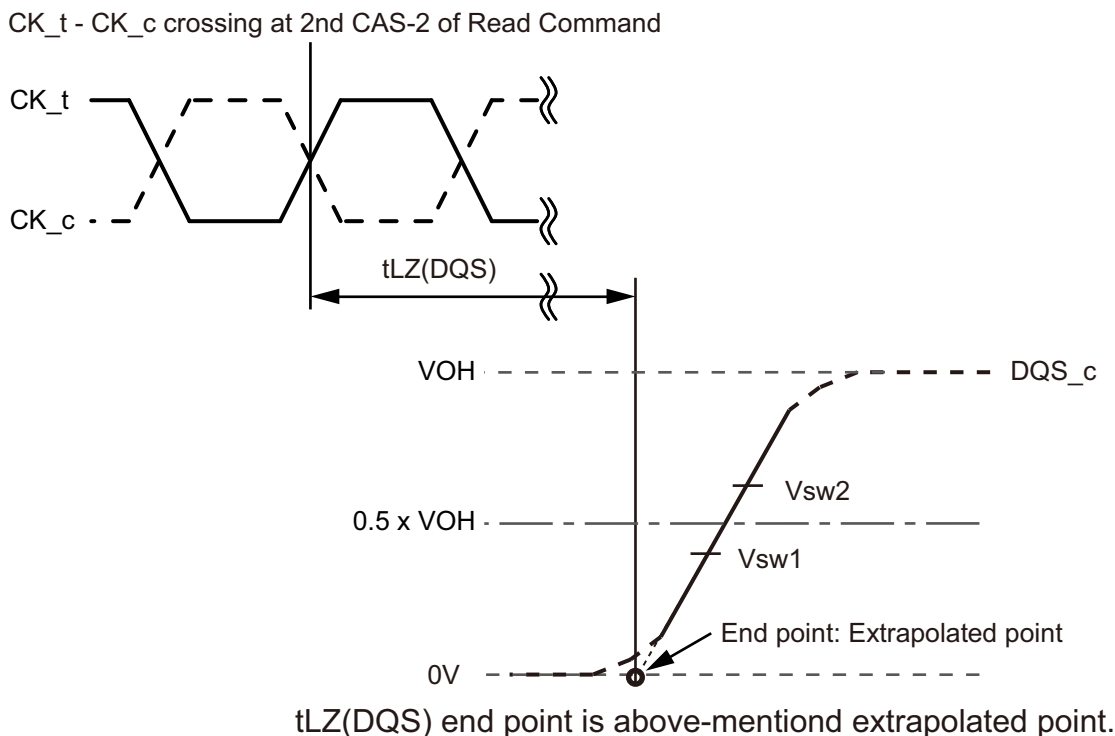 CK_t - CK_c crossing at 2nd CAS-2 of Read Command
CK_t
CK_c
tLZ(DQS)
VOH
DQS_c
Vsw2
0.5 x VOH
Vsw1
End point: Extrapolated point
0V
tLZ(DQS) end point is above-mentiond extrapolated point.